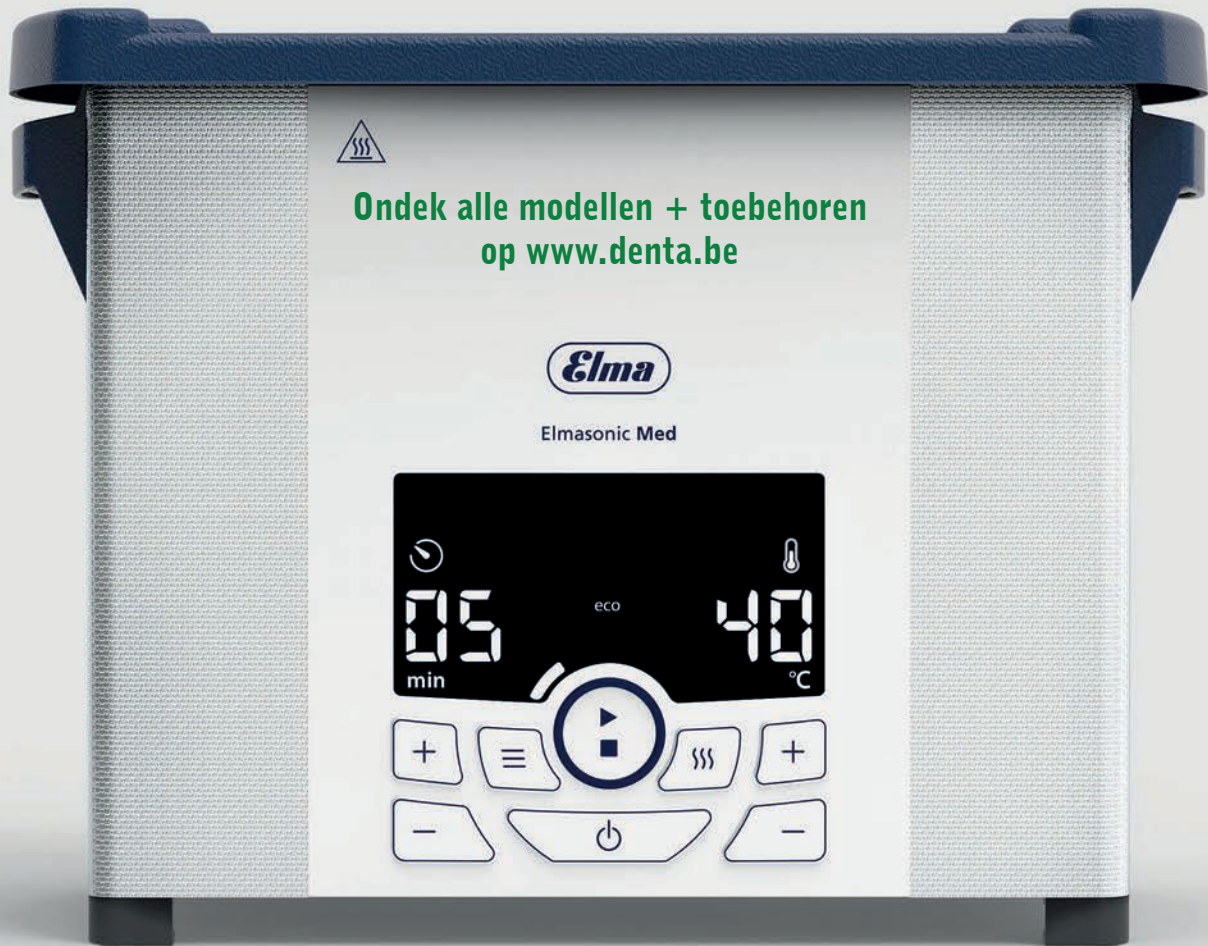 Ondek alle modellen + toebehoren
op www.denta.be
Elma
Elmasonic Med
eco
05 40
min °C